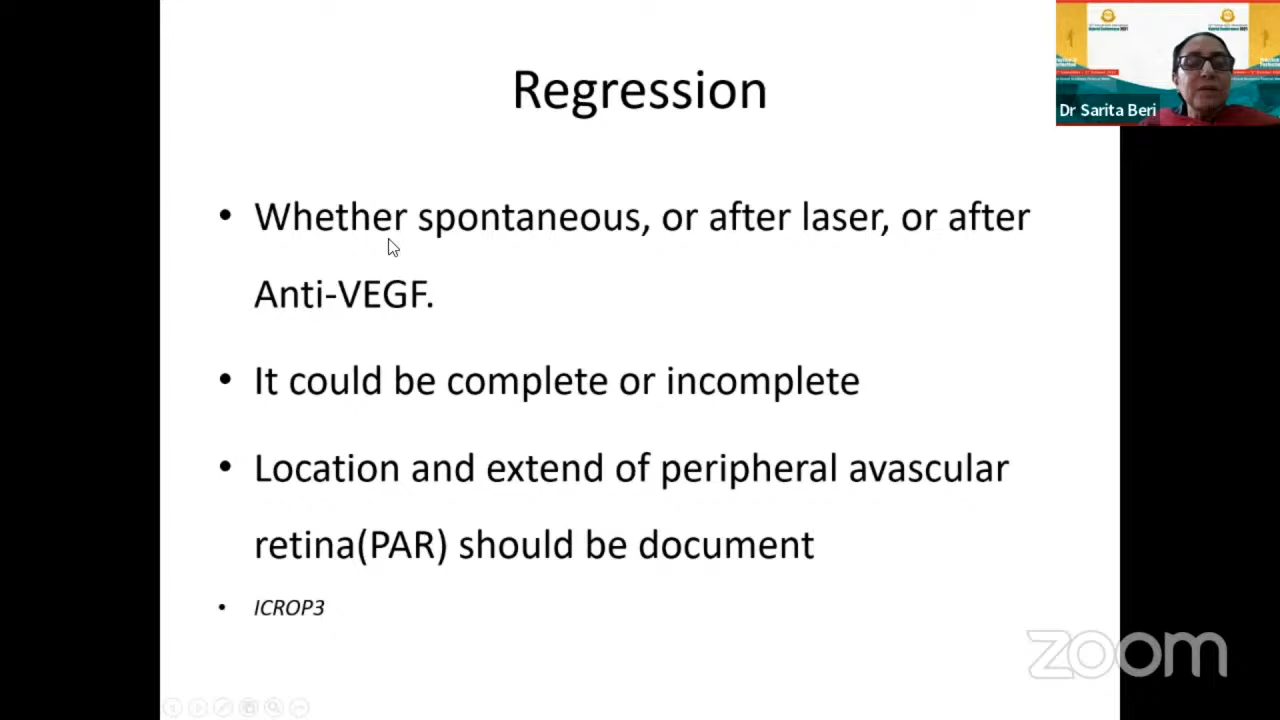 Regression
• Whether spontaneous, or after laser, or after
Anti-VEGF.
• It could be complete or incomplete
• Location and extend of peripheral avascular
retina(PAR) should be document
• ICROP3
Dr Sarita Beri
zoom